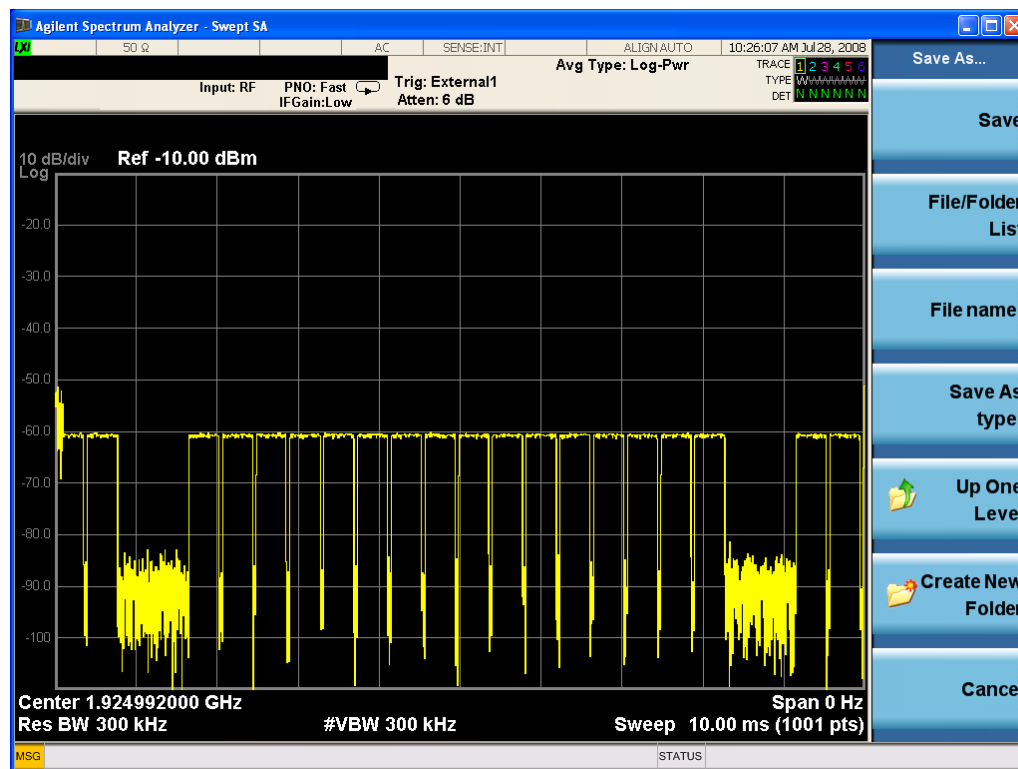 Agilent Spectrum Analyzer - Swept SA
LXI 50 Ω AC SENSE:INT ALIGN AUTO 10:26:07 AM Jul 28, 2008
Save As...
Avg Type: Log-Pwr TRACE 1 2 3 4 5 6
Input: RF PNO: Fast Trig: External1 TYPE
IFGain:Low Atten: 6 dB DET N N N N N N
Save
10 dB/div Ref -10.00 dBm
Log
-20.0
-30.0
-40.0
-50.0
-60.0
-70.0
-80.0
-90.0
-100
File/Folder
Lis
File name
Save As
type
Up One
Leve
Create New
Folder
Cance
Center 1.924992000 GHz Span 0 Hz
Res BW 300 kHz #VBW 300 kHz Sweep 10.00 ms (1001 pts)
MSG STATUS